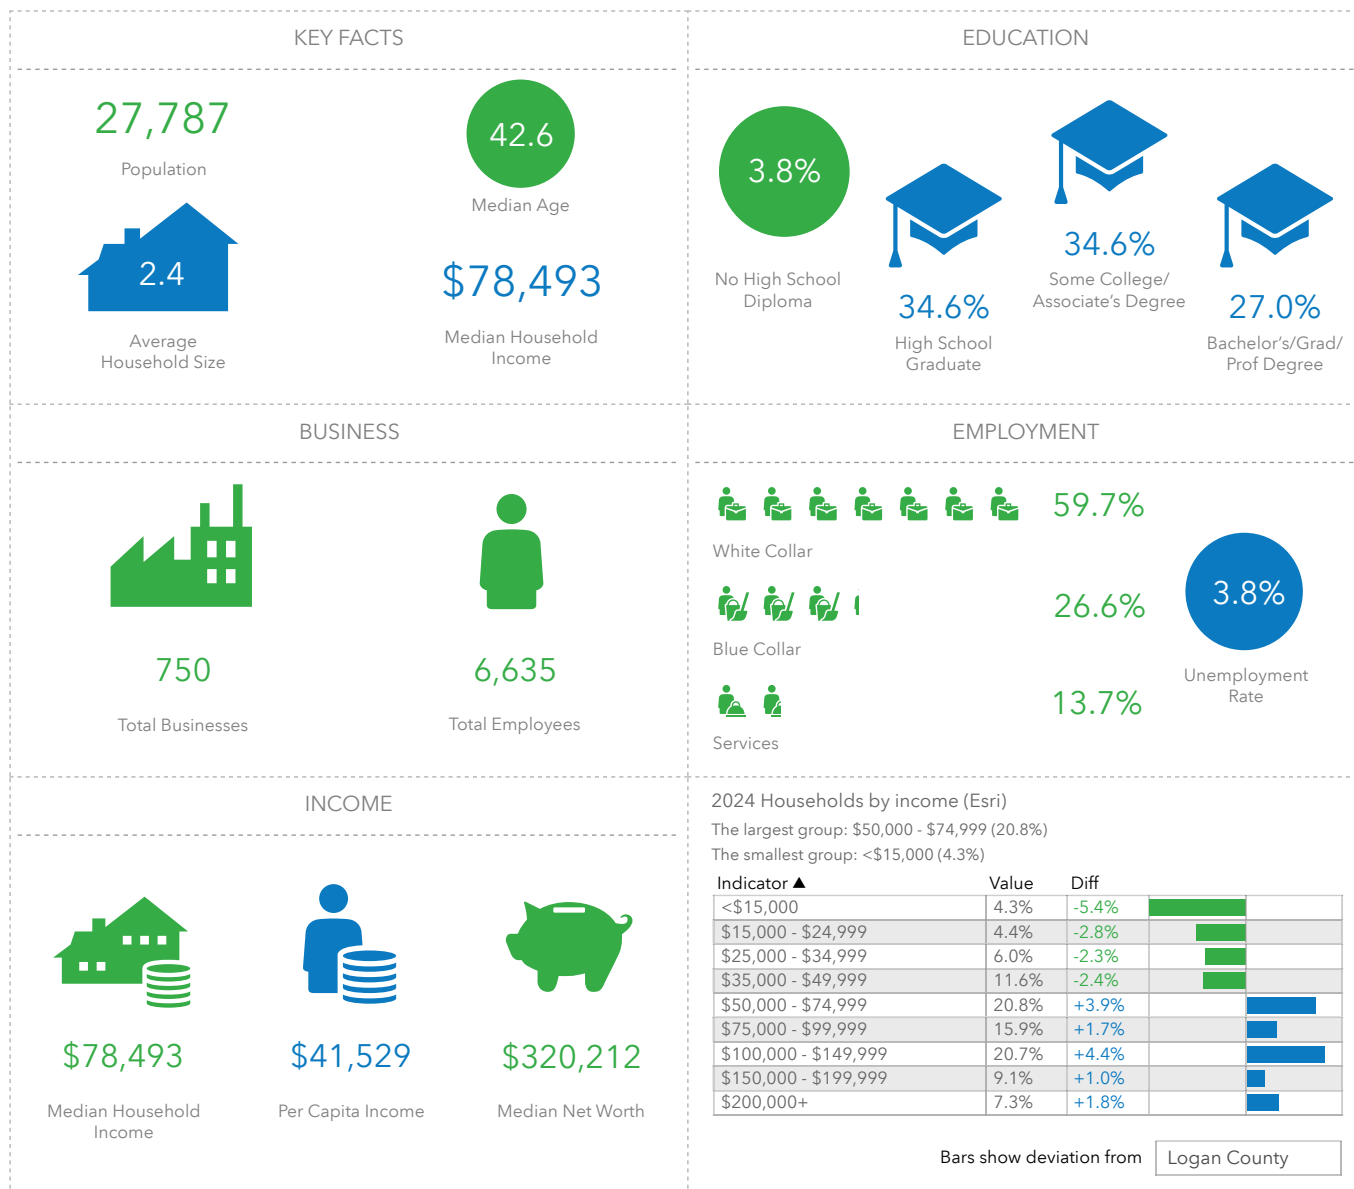 KEY FACTS
27,787
Population
42.6
Median Age
2.4
Average
Household Size
$78,493
Median Household
Income
EDUCATION
3.8%
No High School
Diploma
34.6%
High School
Graduate
34.6%
Some College/
Associate's Degree
27.0%
Bachelor's/Grad/
Prof Degree
BUSINESS
750
Total Businesses
6,635
Total Employees
EMPLOYMENT
59.7%
White Collar
26.6%
Blue Collar
13.7%
Services
3.8%
Unemployment
Rate
INCOME
$78,493
Median Household
Income
$41,529
Per Capita Income
$320,212
Median Net Worth
2024 Households by income (Esri)
The largest group: $50,000 - $74,999 (20.8%)
The smallest group: <$15,000 (4.3%)
Indicator ▲ Value Diff
<$15,000 4.3% -5.4%
$15,000 - $24,999 4.4% -2.8%
$25,000 - $34,999 6.0% -2.3%
$35,000 - $49,999 11.6% -2.4%
$50,000 - $74,999 20.8% +3.9%
$75,000 - $99,999 15.9% +1.7%
$100,000 - $149,999 20.7% +4.4%
$150,000 - $199,999 9.1% +1.0%
$200,000+ 7.3% +1.8%
Bars show deviation from Logan County